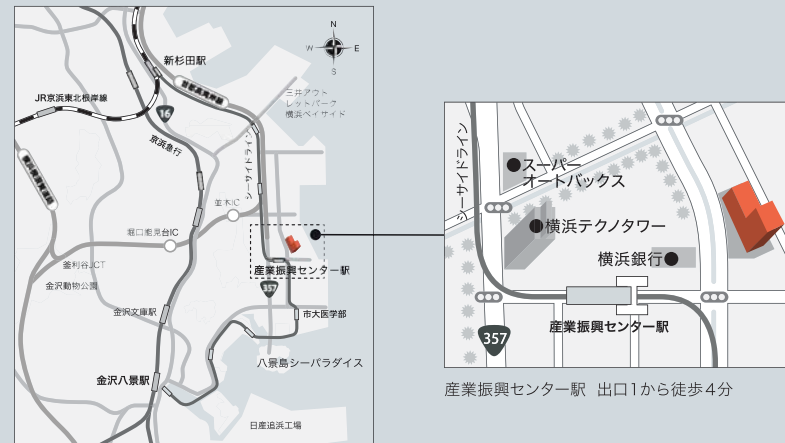 N
W E
S
新杉田駅
JR京浜東北根岸線
16
三井アウト
レットパーク
横浜ベイサイド
京浜急行
シーサイドライン
並木IC
堀口能見台IC
釜利谷JCT
金沢動物公園
産業振興センター駅
357
金沢文庫駅
市大医学部
八景島シーパラダイス
金沢八景駅
日産追浜工場
シーサイドライン
スーパー
オートバックス
横浜テクノタワー
横浜銀行
産業振興センター駅
357
産業振興センター駅 出口1から徒歩4分